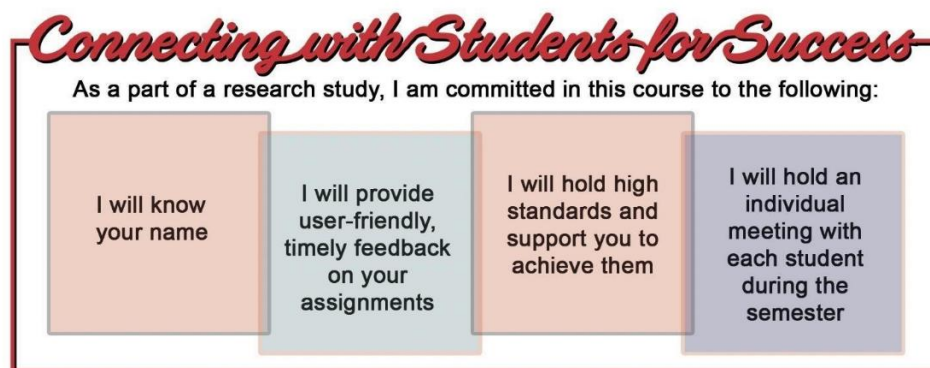 Connecting with Students for Success
As a part of a research study, I am committed in this course to the following:
I will know
your name
I will provide
user-friendly,
timely feedback
on your
assignments
I will hold high
standards and
support you to
achieve them
I will hold an
individual
meeting with
each student
during the
semester